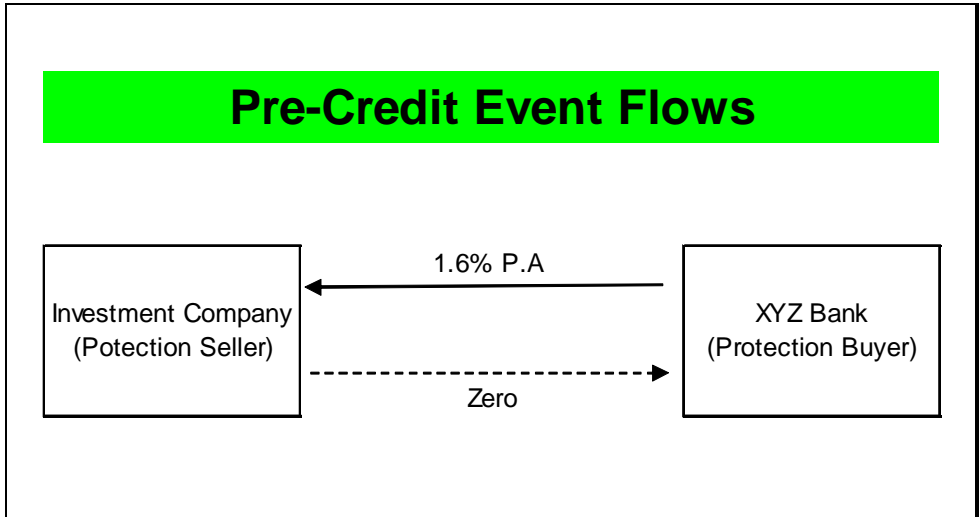 Pre-Credit Event Flows
1.6% P.A
Investment Company
(Potection Seller)
XYZ Bank
(Protection Buyer)
Zero